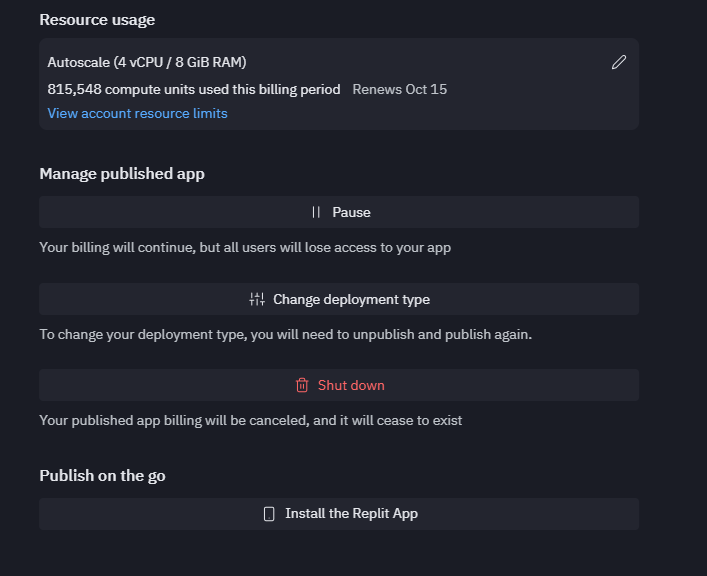 Resource usage
Autoscale (4 vCPU / 8 GiB RAM)
815,548 compute units used this billing period Renews Oct 15
View account resource limits
Manage published app
Pause
Your billing will continue, but all users will lose access to your app
Change deployment type
To change your deployment type, you will need to unpublish and publish again.
Shut down
Your published app billing will be canceled, and it will cease to exist
Publish on the go
Install the Replit App